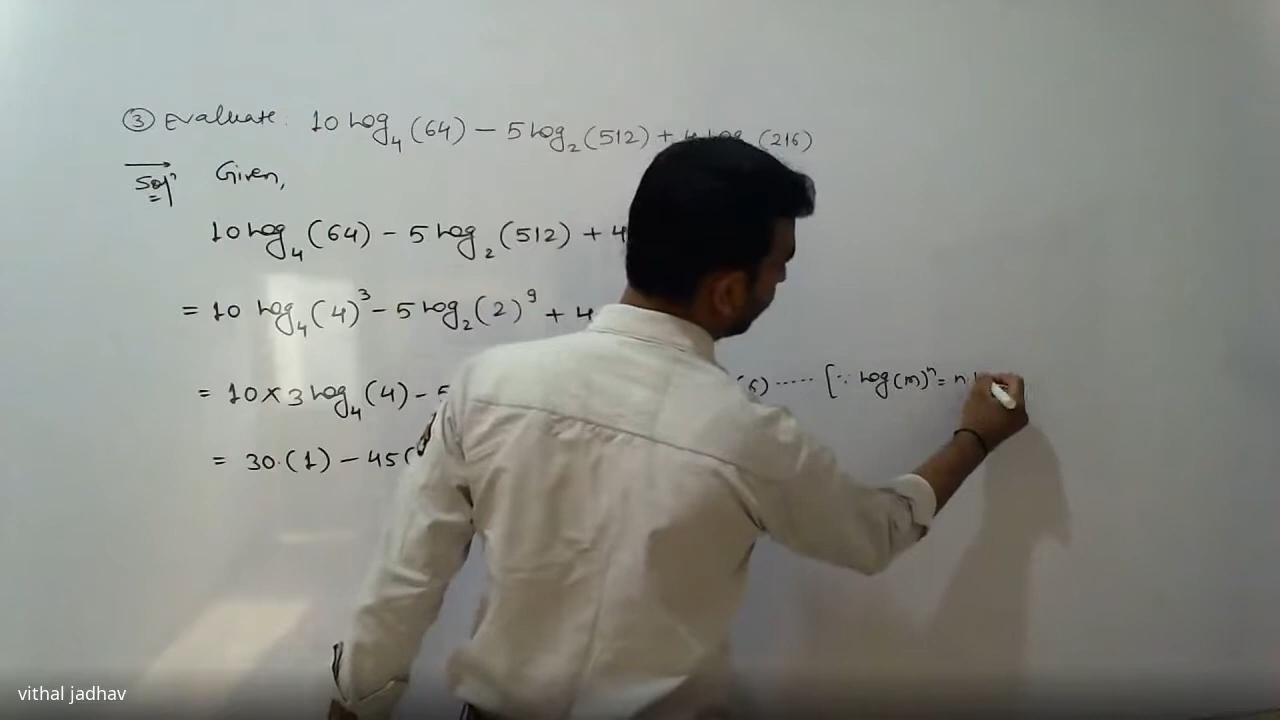 ③ Evaluate: 10 log₄(64) – 5 log₂(512) + 4 log (216)
Solⁿ Given,
10 log₄(64) – 5 log₂(512) + 4
= 10 log₄(4)³ – 5 log₂(2)⁹ + 4
= 10×3 log₄(4) – 5 (6) ..... [∵ log(m)ⁿ = n
= 30.(1) – 45(
vithal jadhav